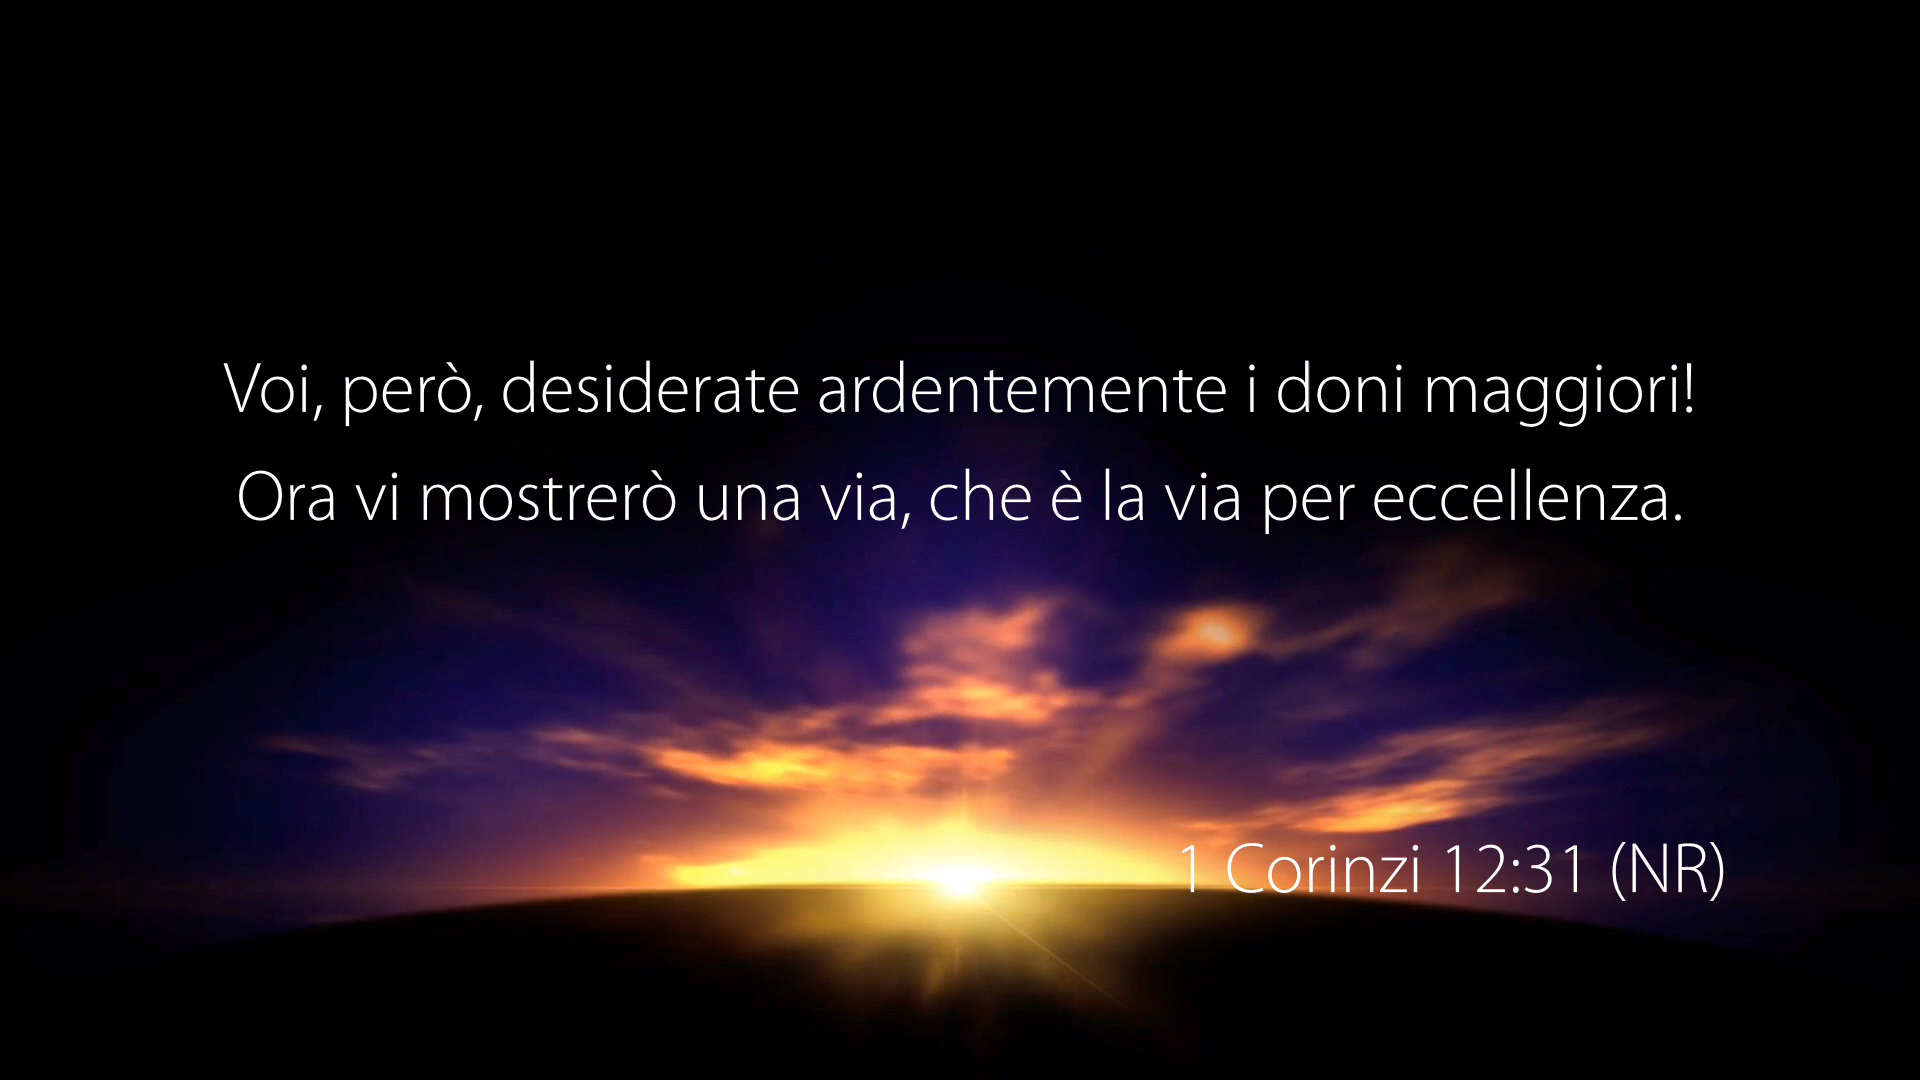 Voi, però, desiderate ardentemente i doni maggiori!
Ora vi mostrerò una via, che è la via per eccellenza.
1 Corinzi 12:31 (NR)